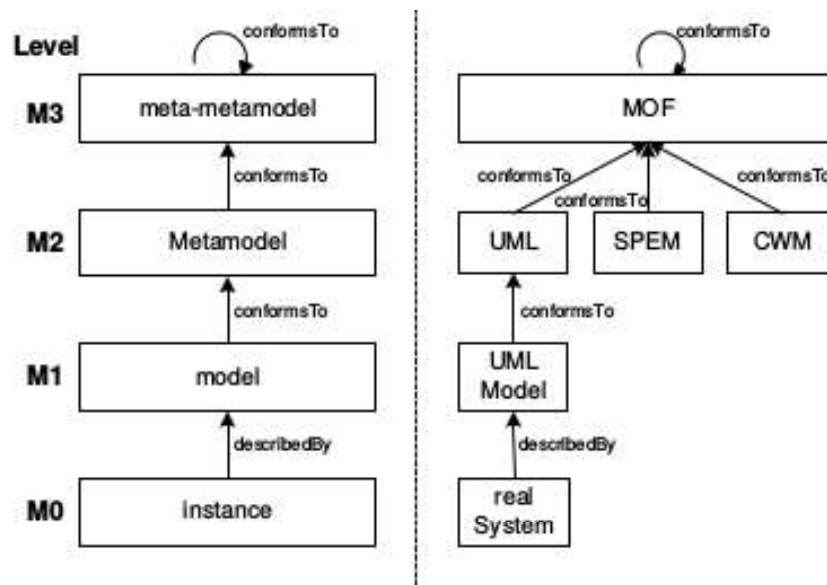 conformsTo
conformsTo
Level
M3
meta-metamodel
MOF
conformsTo
conformsTo
conformsTo
conformsTo
M2
Metamodel
UML
SPEM
CWM
conformsTo
conformsTo
M1
model
UML
Model
describedBy
describedBy
M0
instance
real
System